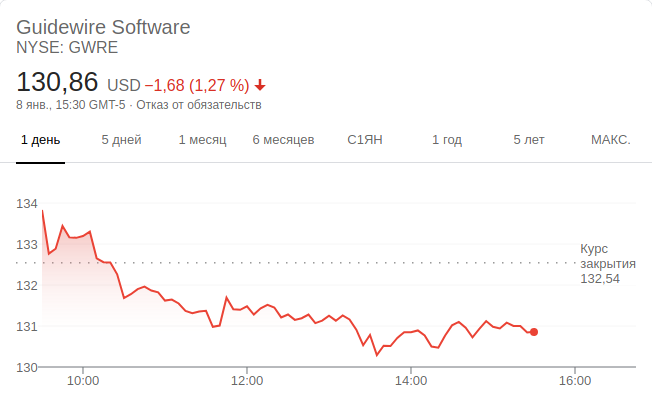 Guidewire Software
NYSE: GWRE
130,86 USD −1,68 (1,27 %)
8 янв., 15:30 GMT-5 · Отказ от обязательств
1 день 5 дней 1 месяц 6 месяцев С1ЯН 1 год 5 лет МАКС.
134
133
132
131
130
Курс
закрытия
132,54
10:00 12:00 14:00 16:00